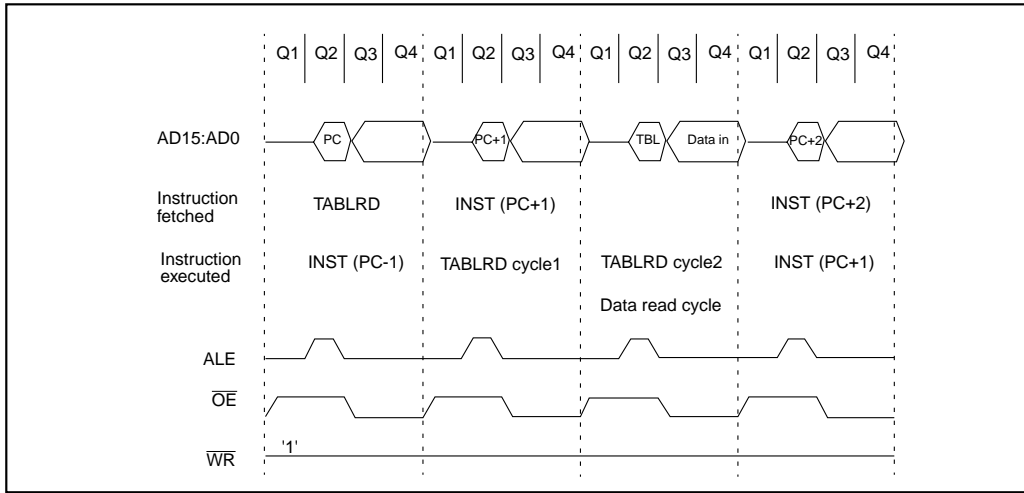 Q1 Q2 Q3 Q4 Q1 Q2 Q3 Q4 Q1 Q2 Q3 Q4 Q1 Q2 Q3 Q4
AD15:AD0 PC PC+1 TBL Data in PC+2
Instruction
fetched
TABLRD INST (PC+1) INST (PC+2)
Instruction
executed
INST (PC-1) TABLRD cycle1 TABLRD cycle2 INST (PC+1)
Data read cycle
ALE
OE
'1'
WR